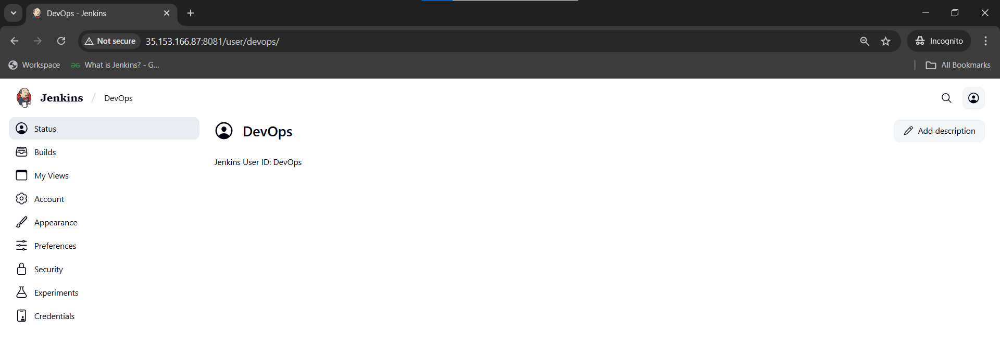 DevOps - Jenkins
Not secure 35.153.166.87:8081/user/devops/ Incognito
Workspace What is Jenkins? - G... All Bookmarks
Jenkins / DevOps
Status
DevOps
Add description
Builds
Jenkins User ID: DevOps
My Views
Account
Appearance
Preferences
Security
Experiments
Credentials